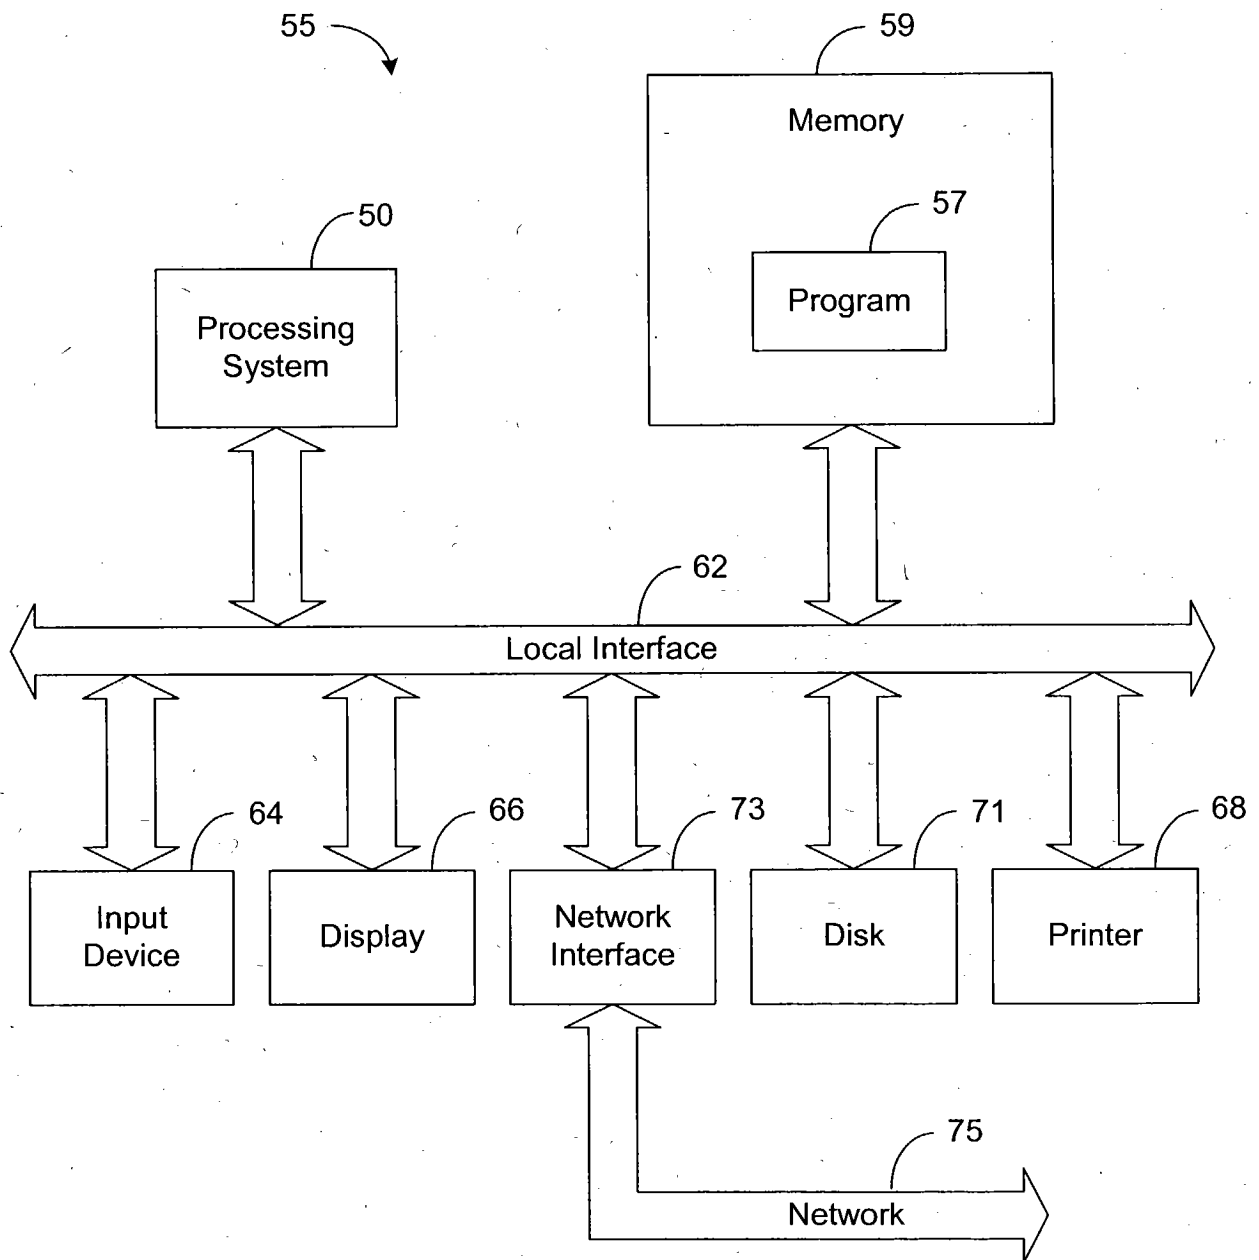 55
59
Memory
50
57
Processing
System
Program
62
Local Interface
64
66
73
71
68
Input
Device
Display
Network
Interface
Disk
Printer
75
Network